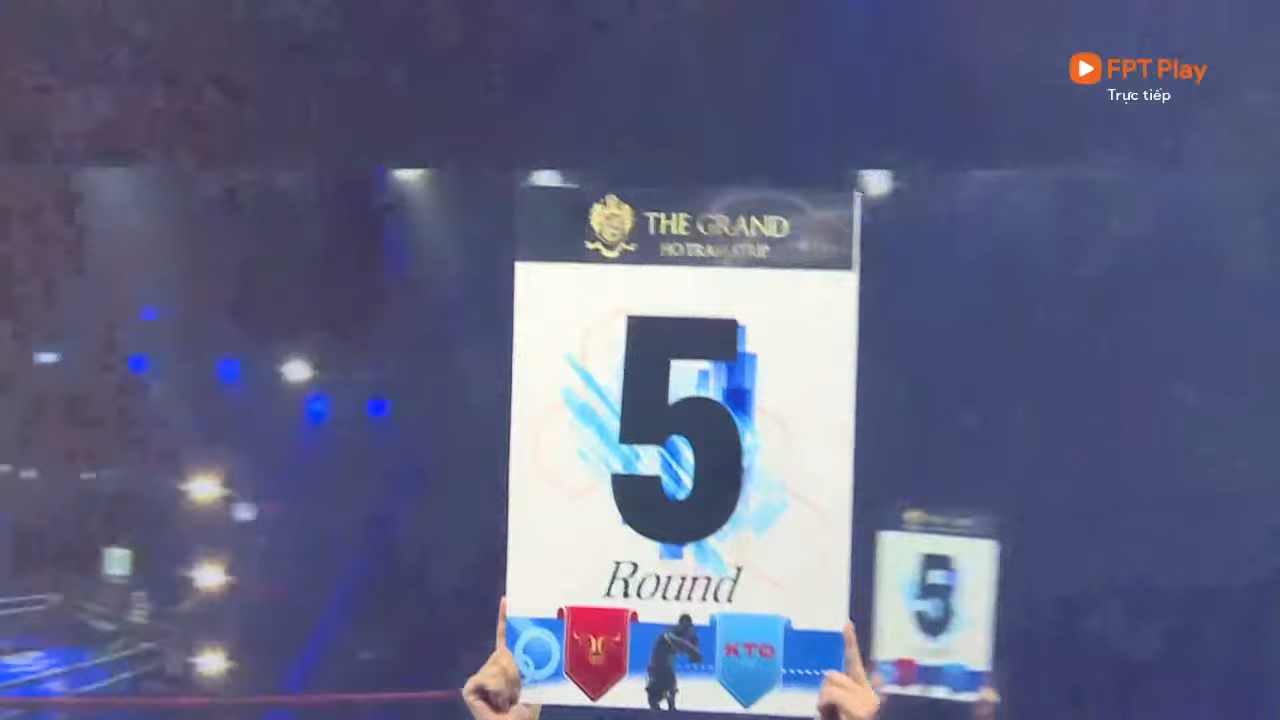 FPT Play
Trực tiếp
THE GRAND
HO TRAM STRIP
5
Round
KTO
5